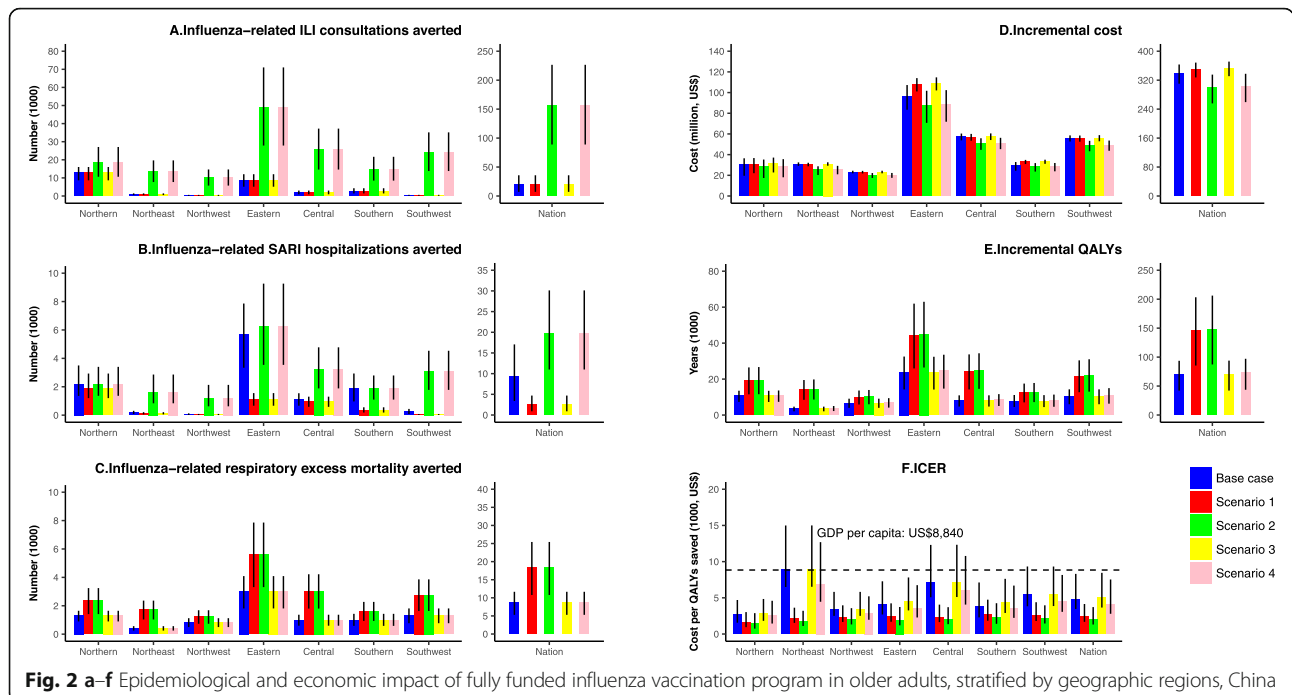 A.Influenza−related ILI consultations averted
Number (1000)
80
70
60
50
40
30
20
10
0
Northern Northeast Northwest Eastern Central Southern Southwest
250
200
150
100
50
0
Nation
D.Incremental cost
Cost (million, US$)
140
120
100
80
60
40
20
0
Northern Northeast Northwest Eastern Central Southern Southwest
400
320
240
160
80
0
Nation
B.Influenza−related SARI hospitalizations averted
Number (1000)
10
8
6
4
2
0
Northern Northeast Northwest Eastern Central Southern Southwest
35
30
25
20
15
10
5
0
Nation
E.Incremental QALYs
Years (1000)
80
60
40
20
0
Northern Northeast Northwest Eastern Central Southern Southwest
250
200
150
100
50
0
Nation
C.Influenza−related respiratory excess mortality averted
Number (1000)
10
8
6
4
2
0
Northern Northeast Northwest Eastern Central Southern Southwest
40
35
30
25
20
15
10
5
0
Nation
F.ICER
Cost per QALYs saved (1000, US$)
20
15
10
5
0
GDP per capita: US$8,840
Northern Northeast Northwest Eastern Central Southern Southwest Nation
Base case
Scenario 1
Scenario 2
Scenario 3
Scenario 4
Fig. 2 a–f Epidemiological and economic impact of fully funded influenza vaccination program in older adults, stratified by geographic regions, China